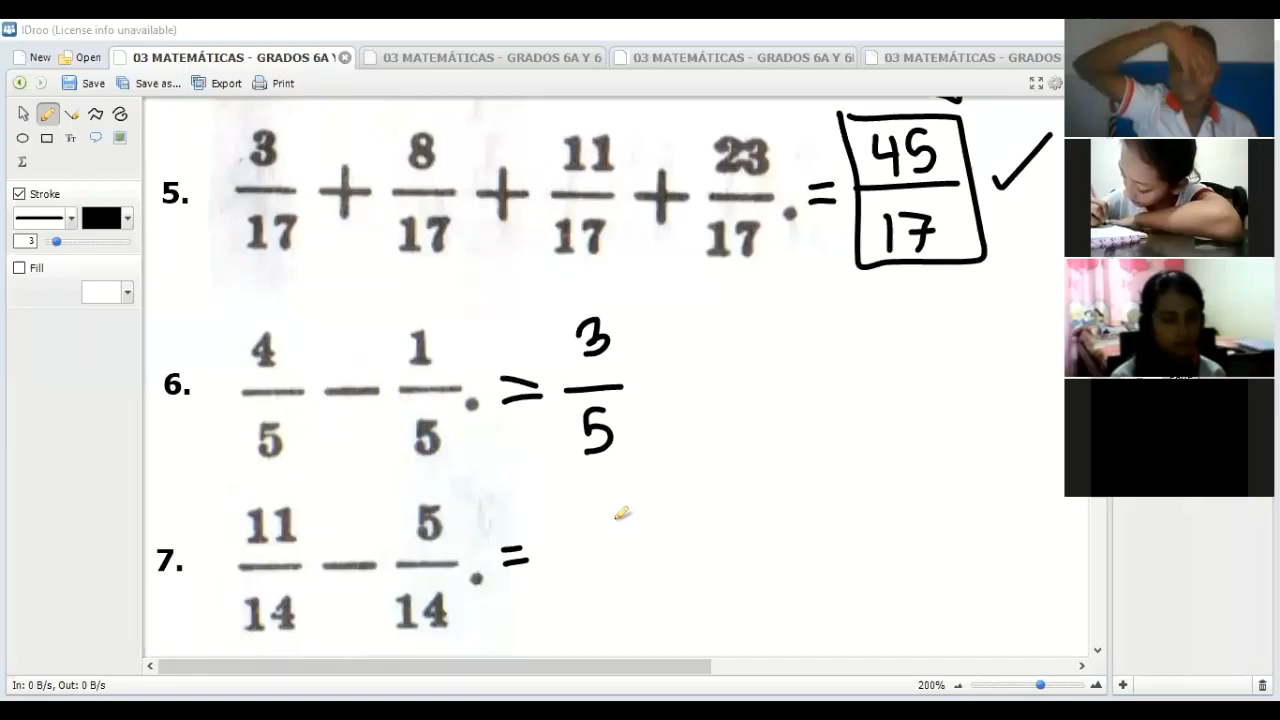 IDroo (License info unavailable)
New Open 03 MATEMÁTICAS - GRADOS 6A Y 03 MATEMÁTICAS - GRADOS 6A Y 6 03 MATEMÁTICAS - GRADOS 6A Y 6 03 MATEMÁTICAS - GRADOS
Save Save as... Export Print
Tт
Σ
Stroke
3
Fill
5. 3/17 + 8/17 + 11/17 + 23/17. = 45/17 ✓
6. 4/5 — 1/5. = 3/5
7. 11/14 — 5/14. =
In: 0 B/s, Out: 0 B/s 200%